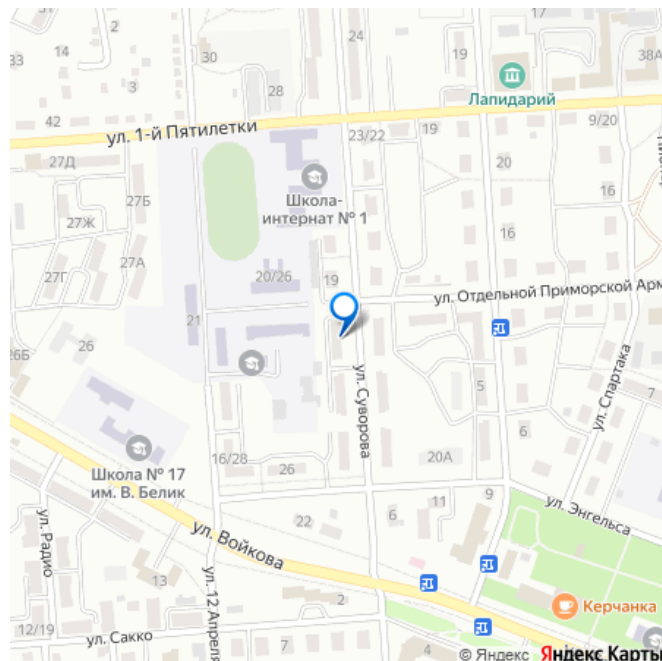 17
24
14
2
30
19
38А
33
3
Лапидарий
28
42
ул. 1-й Пятилетки
23/22
19
9/20
27Д
20
Школа-
интернат № 1
27Б
16
27Ж
16
27А
27Г
20/26
19
ул. Отдельной Приморской Арм
21
26Б
26
ул. Суворова
5
ул. Спартака
7
6
Школа № 17
им. В. Белик
16/28
26
20А
ул. Энгельса
22
6
11
9
ул. Войкова
ул. Радио
ул. 12 Апреля
13
2
Керчанка
12/19
ул. Сакко
7
4
© Яндекс Яндекс Карты